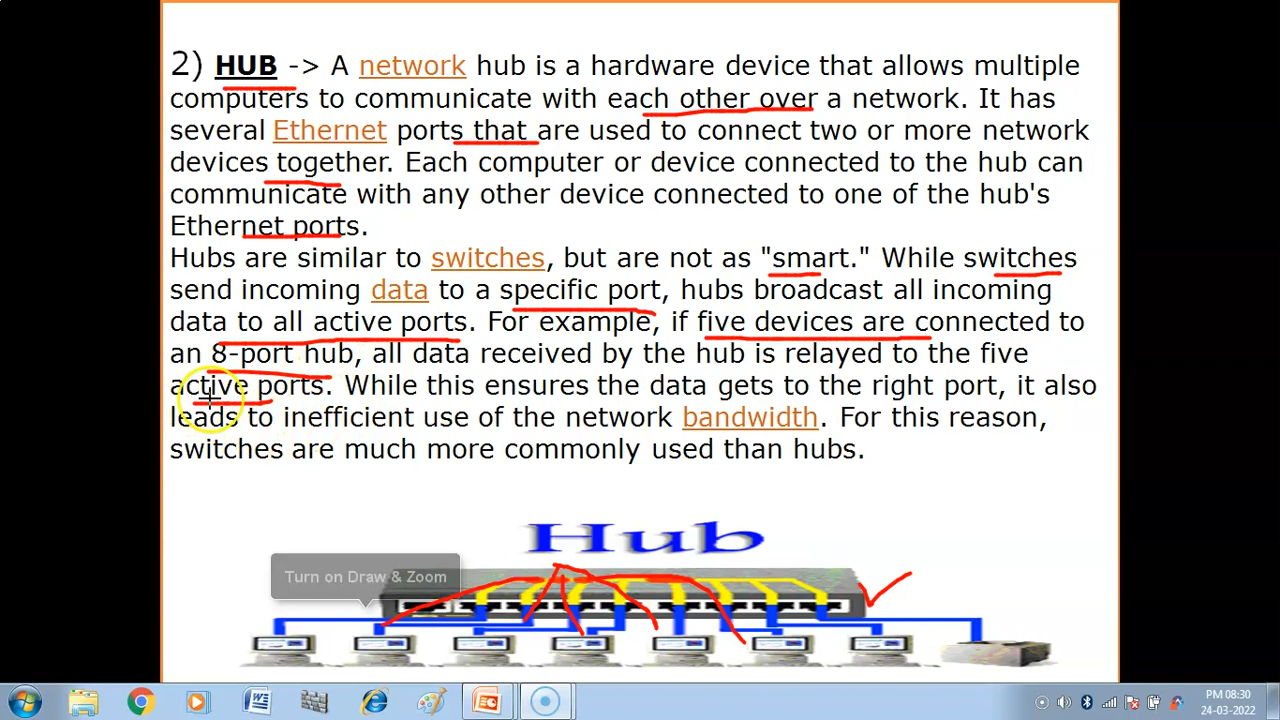 2) HUB -> A network hub is a hardware device that allows multiple
computers to communicate with each other over a network. It has
several Ethernet ports that are used to connect two or more network
devices together. Each computer or device connected to the hub can
communicate with any other device connected to one of the hub's
Ethernet ports.
Hubs are similar to switches, but are not as "smart." While switches
send incoming data to a specific port, hubs broadcast all incoming
data to all active ports. For example, if five devices are connected to
an 8-port hub, all data received by the hub is relayed to the five
active ports. While this ensures the data gets to the right port, it also
leads to inefficient use of the network bandwidth. For this reason,
switches are much more commonly used than hubs.
Hub
Turn on Draw & Zoom
PM 08:30
24-03-2022